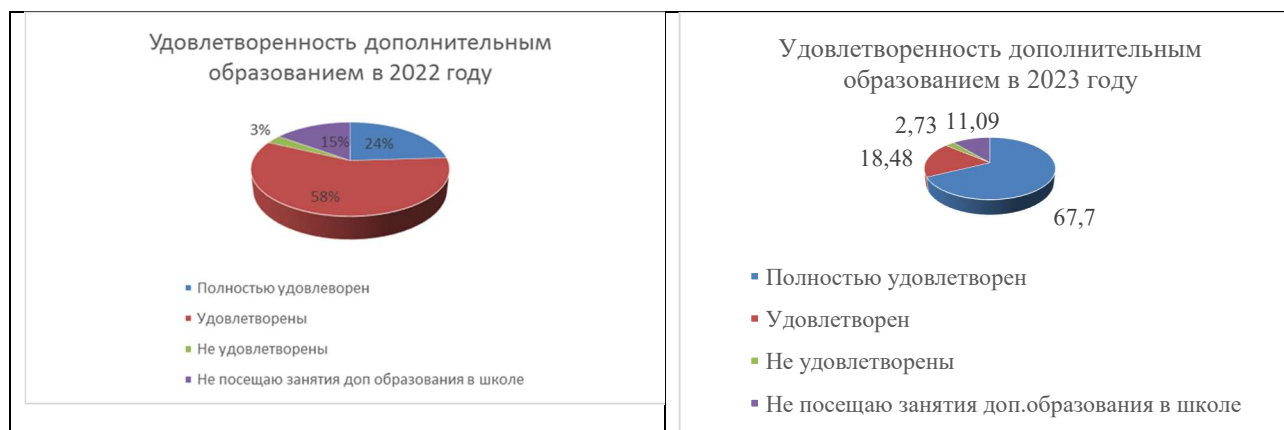 Удовлетворенность дополнительным
образованием в 2022 году
3%
15%
24%
58%
Полностью удовлеворен
Удовлетворены
Не удовлетворены
Не посещаю занятия доп образования в школе
Удовлетворенность дополнительным
образованием в 2023 году
2,73
11,09
18,48
67,7
Полностью удовлетворен
Удовлетворен
Не удовлетворены
Не посещаю занятия доп.образования в школе